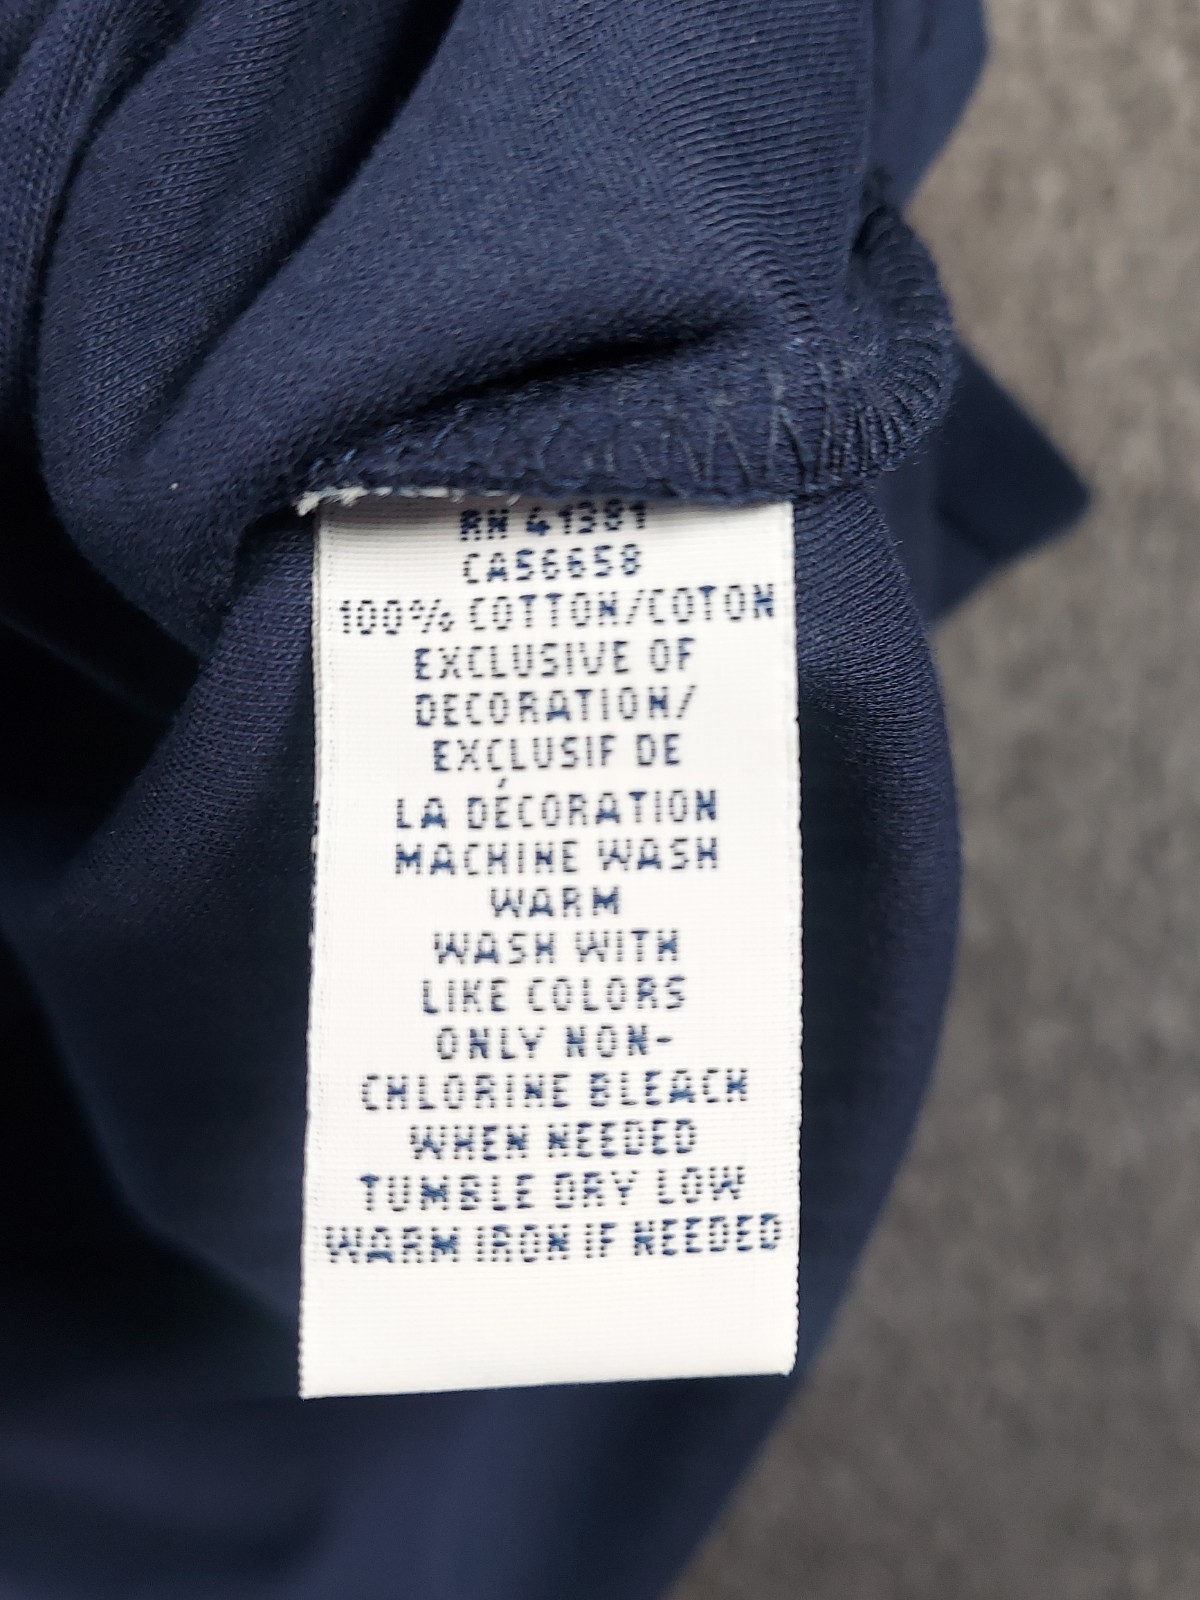 RN 41381
CA56658
100% COTTON/COTON
EXCLUSIVE OF
DECORATION/
EXCLUSIF DE
LA DÉCORATION
MACHINE WASH
WARM
WASH WITH
LIKE COLORS
ONLY NON-
CHLORINE BLEACH
WHEN NEEDED
TUMBLE DRY LOW
WARM IRON IF NEEDED